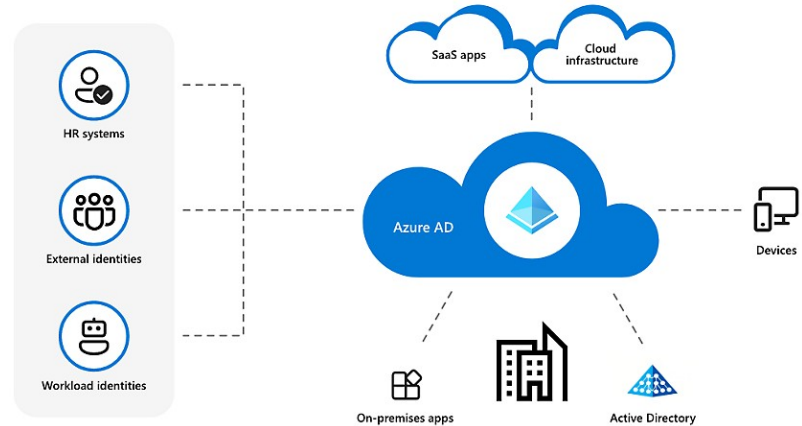 SaaS apps
Cloud
infrastructure
HR systems
External identities
Workload identities
Azure AD
Devices
On-premises apps
Active Directory